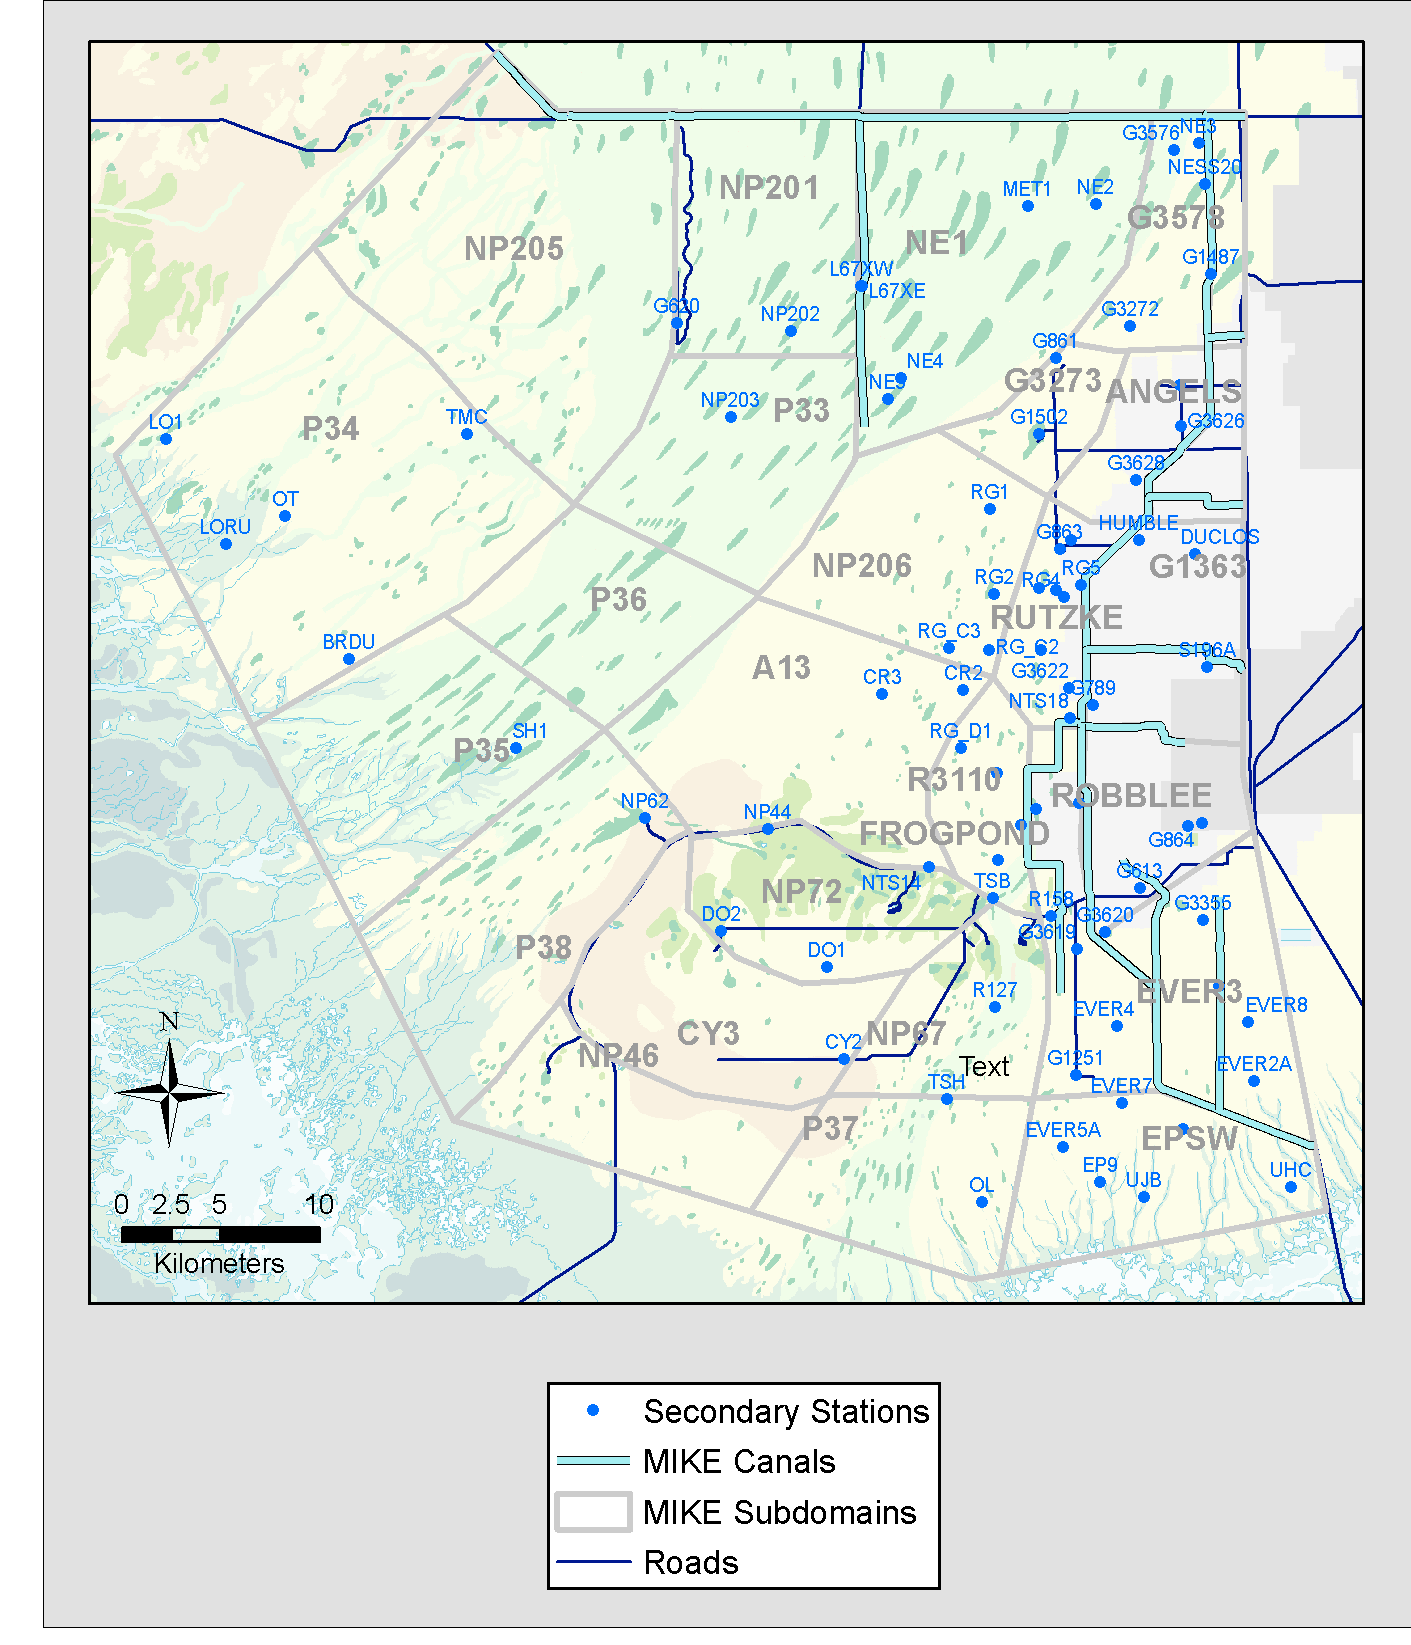 G3576
NE3
NESS20
NP201
MET1
NE2
G3578
NP205
NE1
G1487
L67XW
L67XE
G620
NP202
G3272
G861
NE4
NE5
G3273
ANGELS
NP203
P33
LO1
P34
TMC
G1502
G3626
G3628
OT
RG1
LORU
G863
HUMBLE
DUCLOS
NP206
G1363
RG2
RG4
RG5
P36
RUTZKE
RG_C3
BRDU
A13
RG_C2
S196A
CR3
CR2
G3622
G789
NTS18
SH1
P35
RG_D1
R3110
NP62
NP44
ROBBLEE
FROGPOND
G864
NP72
NTS14
TSB
G613
R158
G3355
DO2
G3620
G3619
P38
DO1
R127
EVER3
EVER4
EVER8
N
CY3
NP67
CY2
NP46
Text
G1251
EVER2A
TSH
EVER7
P37
EVER5A
EPSW
EP9
UJB
UHC
OL
0 2.5 5 10
Kilometers
Secondary Stations
MIKE Canals
MIKE Subdomains
Roads